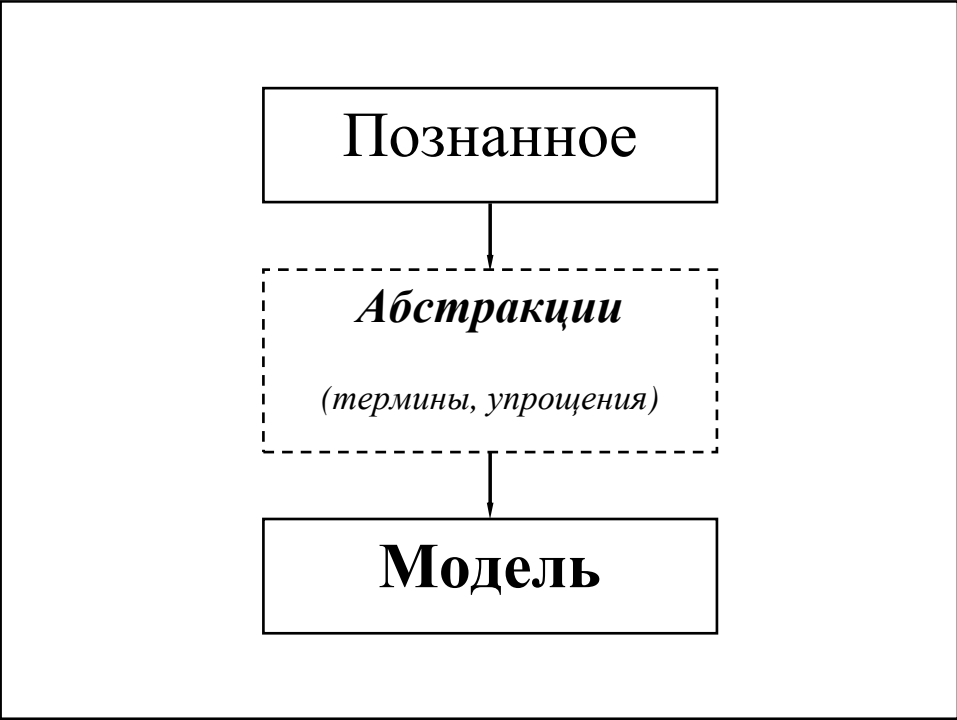 Познанное
Абстракции
(термины, упрощения)
Модель